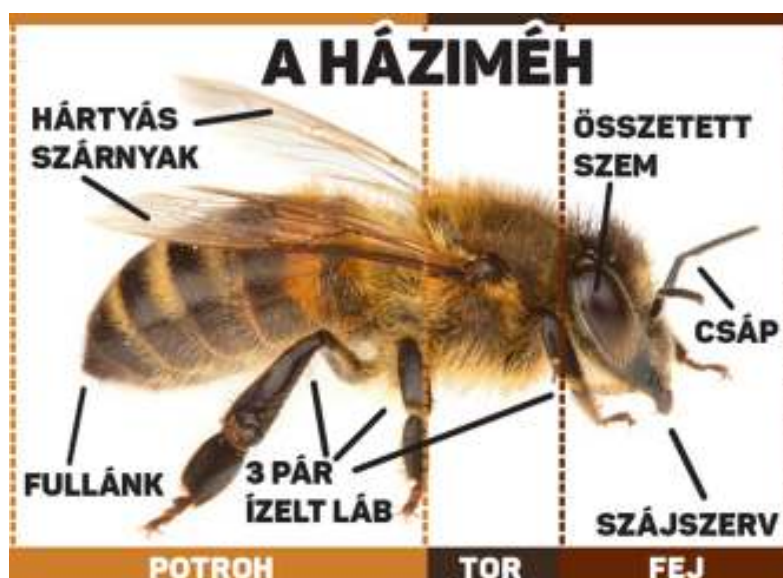 A HÁZIMÉH
HÁRTYÁS
SZÁRNYAK
ÖSSZETETT
SZEM
CSÁP
FULLÁNK
3 PÁR
ÍZELT LÁB
SZÁJSZERV
POTROH
TOR
FEJ